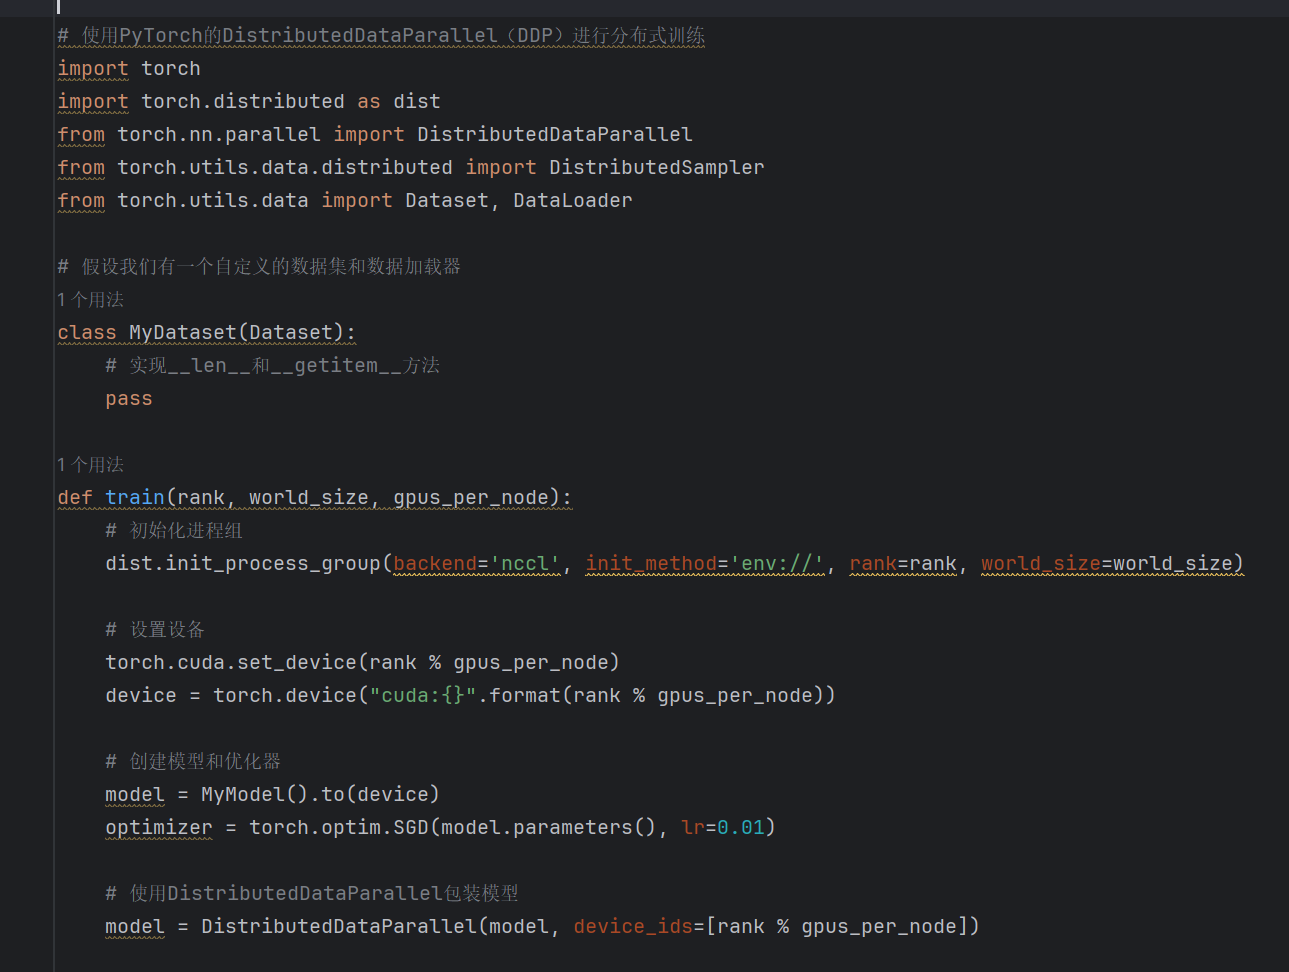 # 使用PyTorch的DistributedDataParallel（DDP）进行分布式训练
import torch
import torch.distributed as dist
from torch.nn.parallel import DistributedDataParallel
from torch.utils.data.distributed import DistributedSampler
from torch.utils.data import Dataset, DataLoader
# 假设我们有一个自定义的数据集和数据加载器
1 个用法
class MyDataset(Dataset):
# 实现__len__和__getitem__方法
pass
1 个用法
def train(rank, world_size, gpus_per_node):
# 初始化进程组
dist.init_process_group(backend='nccl', init_method='env://', rank=rank, world_size=world_size)
# 设置设备
torch.cuda.set_device(rank % gpus_per_node)
device = torch.device("cuda:{}".format(rank % gpus_per_node))
# 创建模型和优化器
model = MyModel().to(device)
optimizer = torch.optim.SGD(model.parameters(), lr=0.01)
# 使用DistributedDataParallel包装模型
model = DistributedDataParallel(model, device_ids=[rank % gpus_per_node])